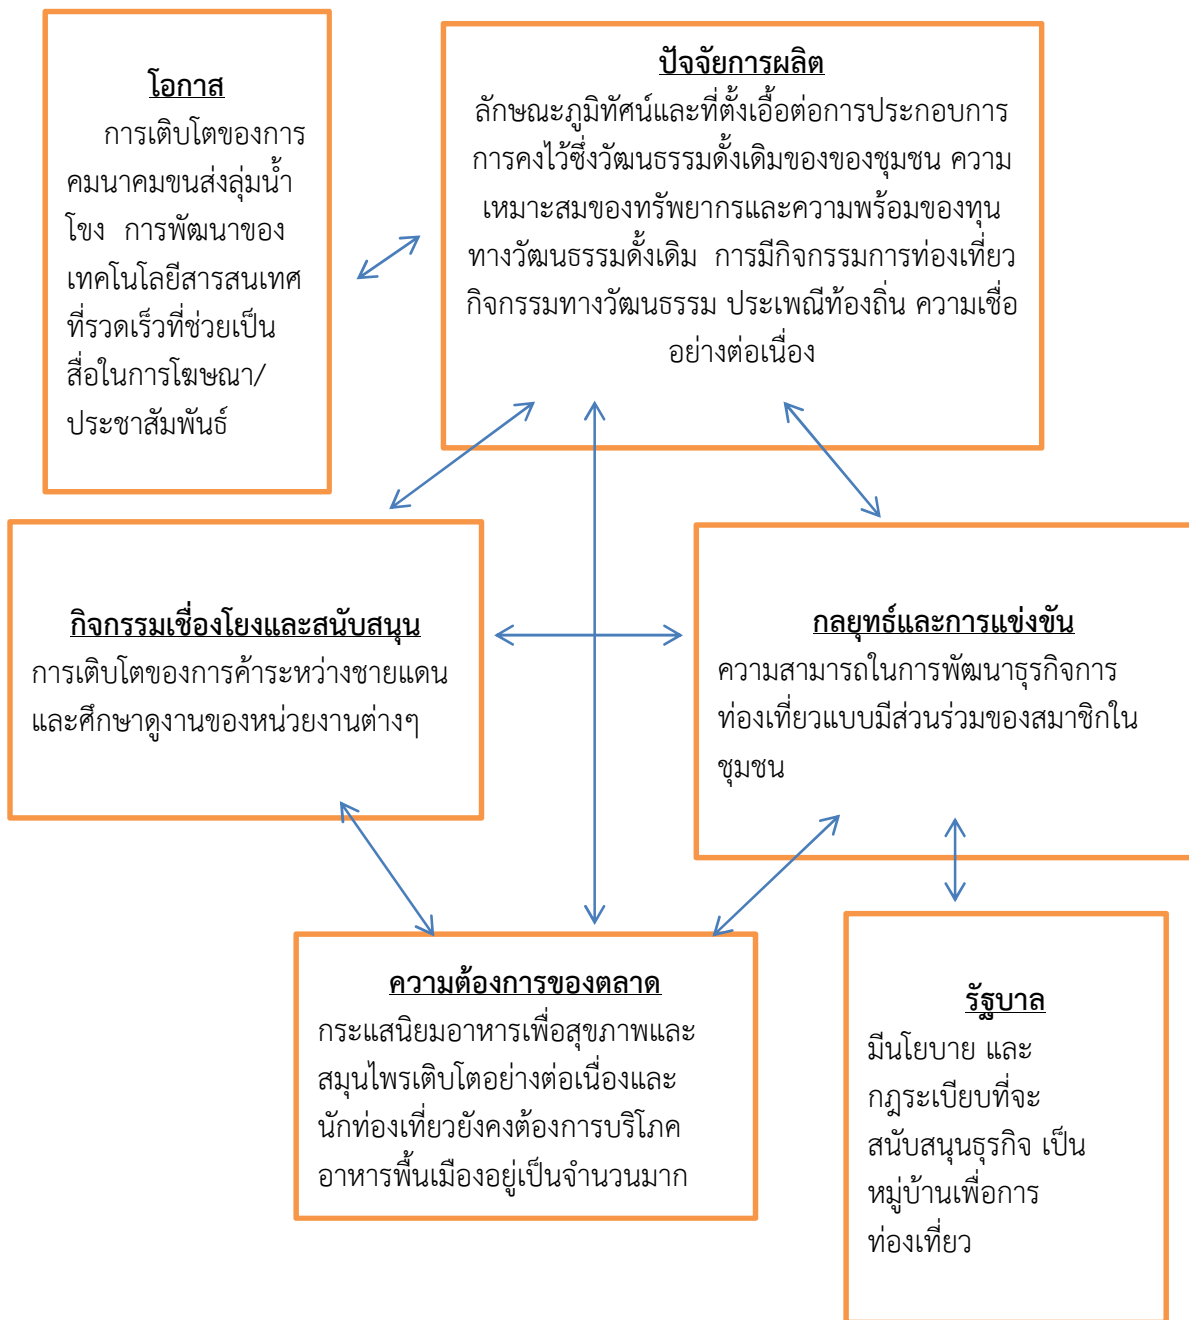 โอกาส
การเติบโตของการ
คมนาคมขนส่งลุ่มน้ำ
โขง การพัฒนาของ
เทคโนโลยีสารสนเทศ
ที่รวดเร็วที่ช่วยเป็น
สื่อในการโฆษณา/
ประชาสัมพันธ์
ปัจจัยการผลิต
ลักษณะภูมิทัศน์และที่ตั้งเอื้อต่อการประกอบการ
การคงไว้ซึ่งวัฒนธรรมดั้งเดิมของของชุมชน ความ
เหมาะสมของทรัพยากรและความพร้อมของทุน
ทางวัฒนธรรมดั้งเดิม การมีกิจกรรมการท่องเที่ยว
กิจกรรมทางวัฒนธรรม ประเพณีท้องถิ่น ความเชื่อ
อย่างต่อเนื่อง
กิจกรรมเชื่องโยงและสนับสนุน
การเติบโตของการค้าระหว่างชายแดน
และศึกษาดูงานของหน่วยงานต่างๆ
กลยุทธ์และการแข่งขัน
ความสามารถในการพัฒนาธุรกิจการ
ท่องเที่ยวแบบมีส่วนร่วมของสมาชิกใน
ชุมชน
ความต้องการของตลาด
กระแสนิยมอาหารเพื่อสุขภาพและ
สมุนไพรเติบโตอย่างต่อเนื่องและ
นักท่องเที่ยวยังคงต้องการบริโภค
อาหารพื้นเมืองอยู่เป็นจำนวนมาก
รัฐบาล
มีนโยบาย และ
กฎระเบียบที่จะ
สนับสนุนธุรกิจ เป็น
หมู่บ้านเพื่อการ
ท่องเที่ยว